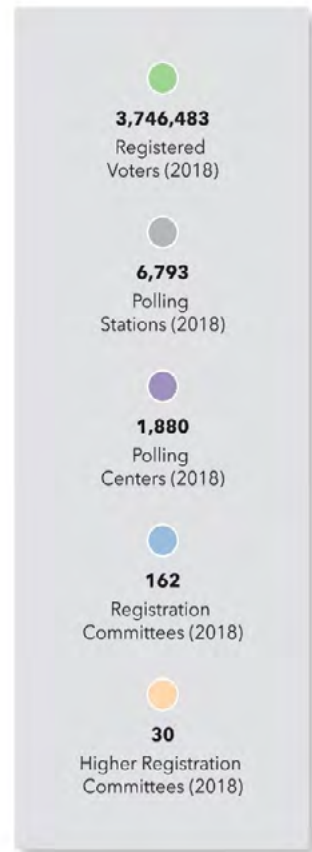 3,746,483
Registered
Voters (2018)
6,793
Polling
Stations (2018)
1,880
Polling
Centers (2018)
162
Registration
Committees (2018)
30
Higher Registration
Committees (2018)